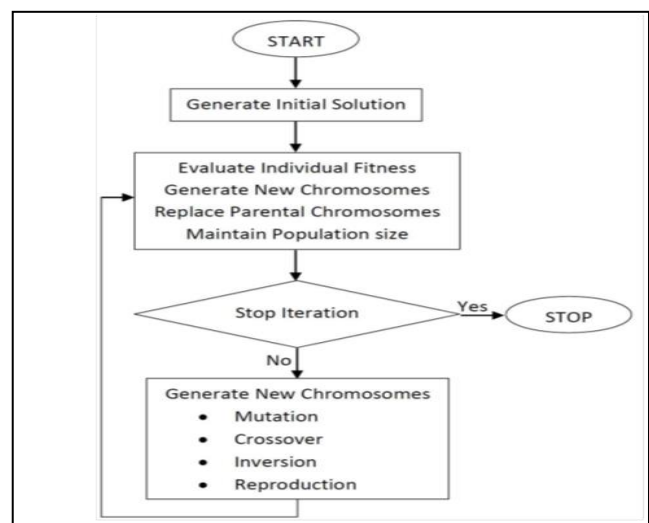 START
Generate Initial Solution
Evaluate Individual Fitness
Generate New Chromosomes
Replace Parental Chromosomes
Maintain Population size
Stop Iteration
Yes
STOP
No
Generate New Chromosomes
• Mutation
• Crossover
• Inversion
• Reproduction